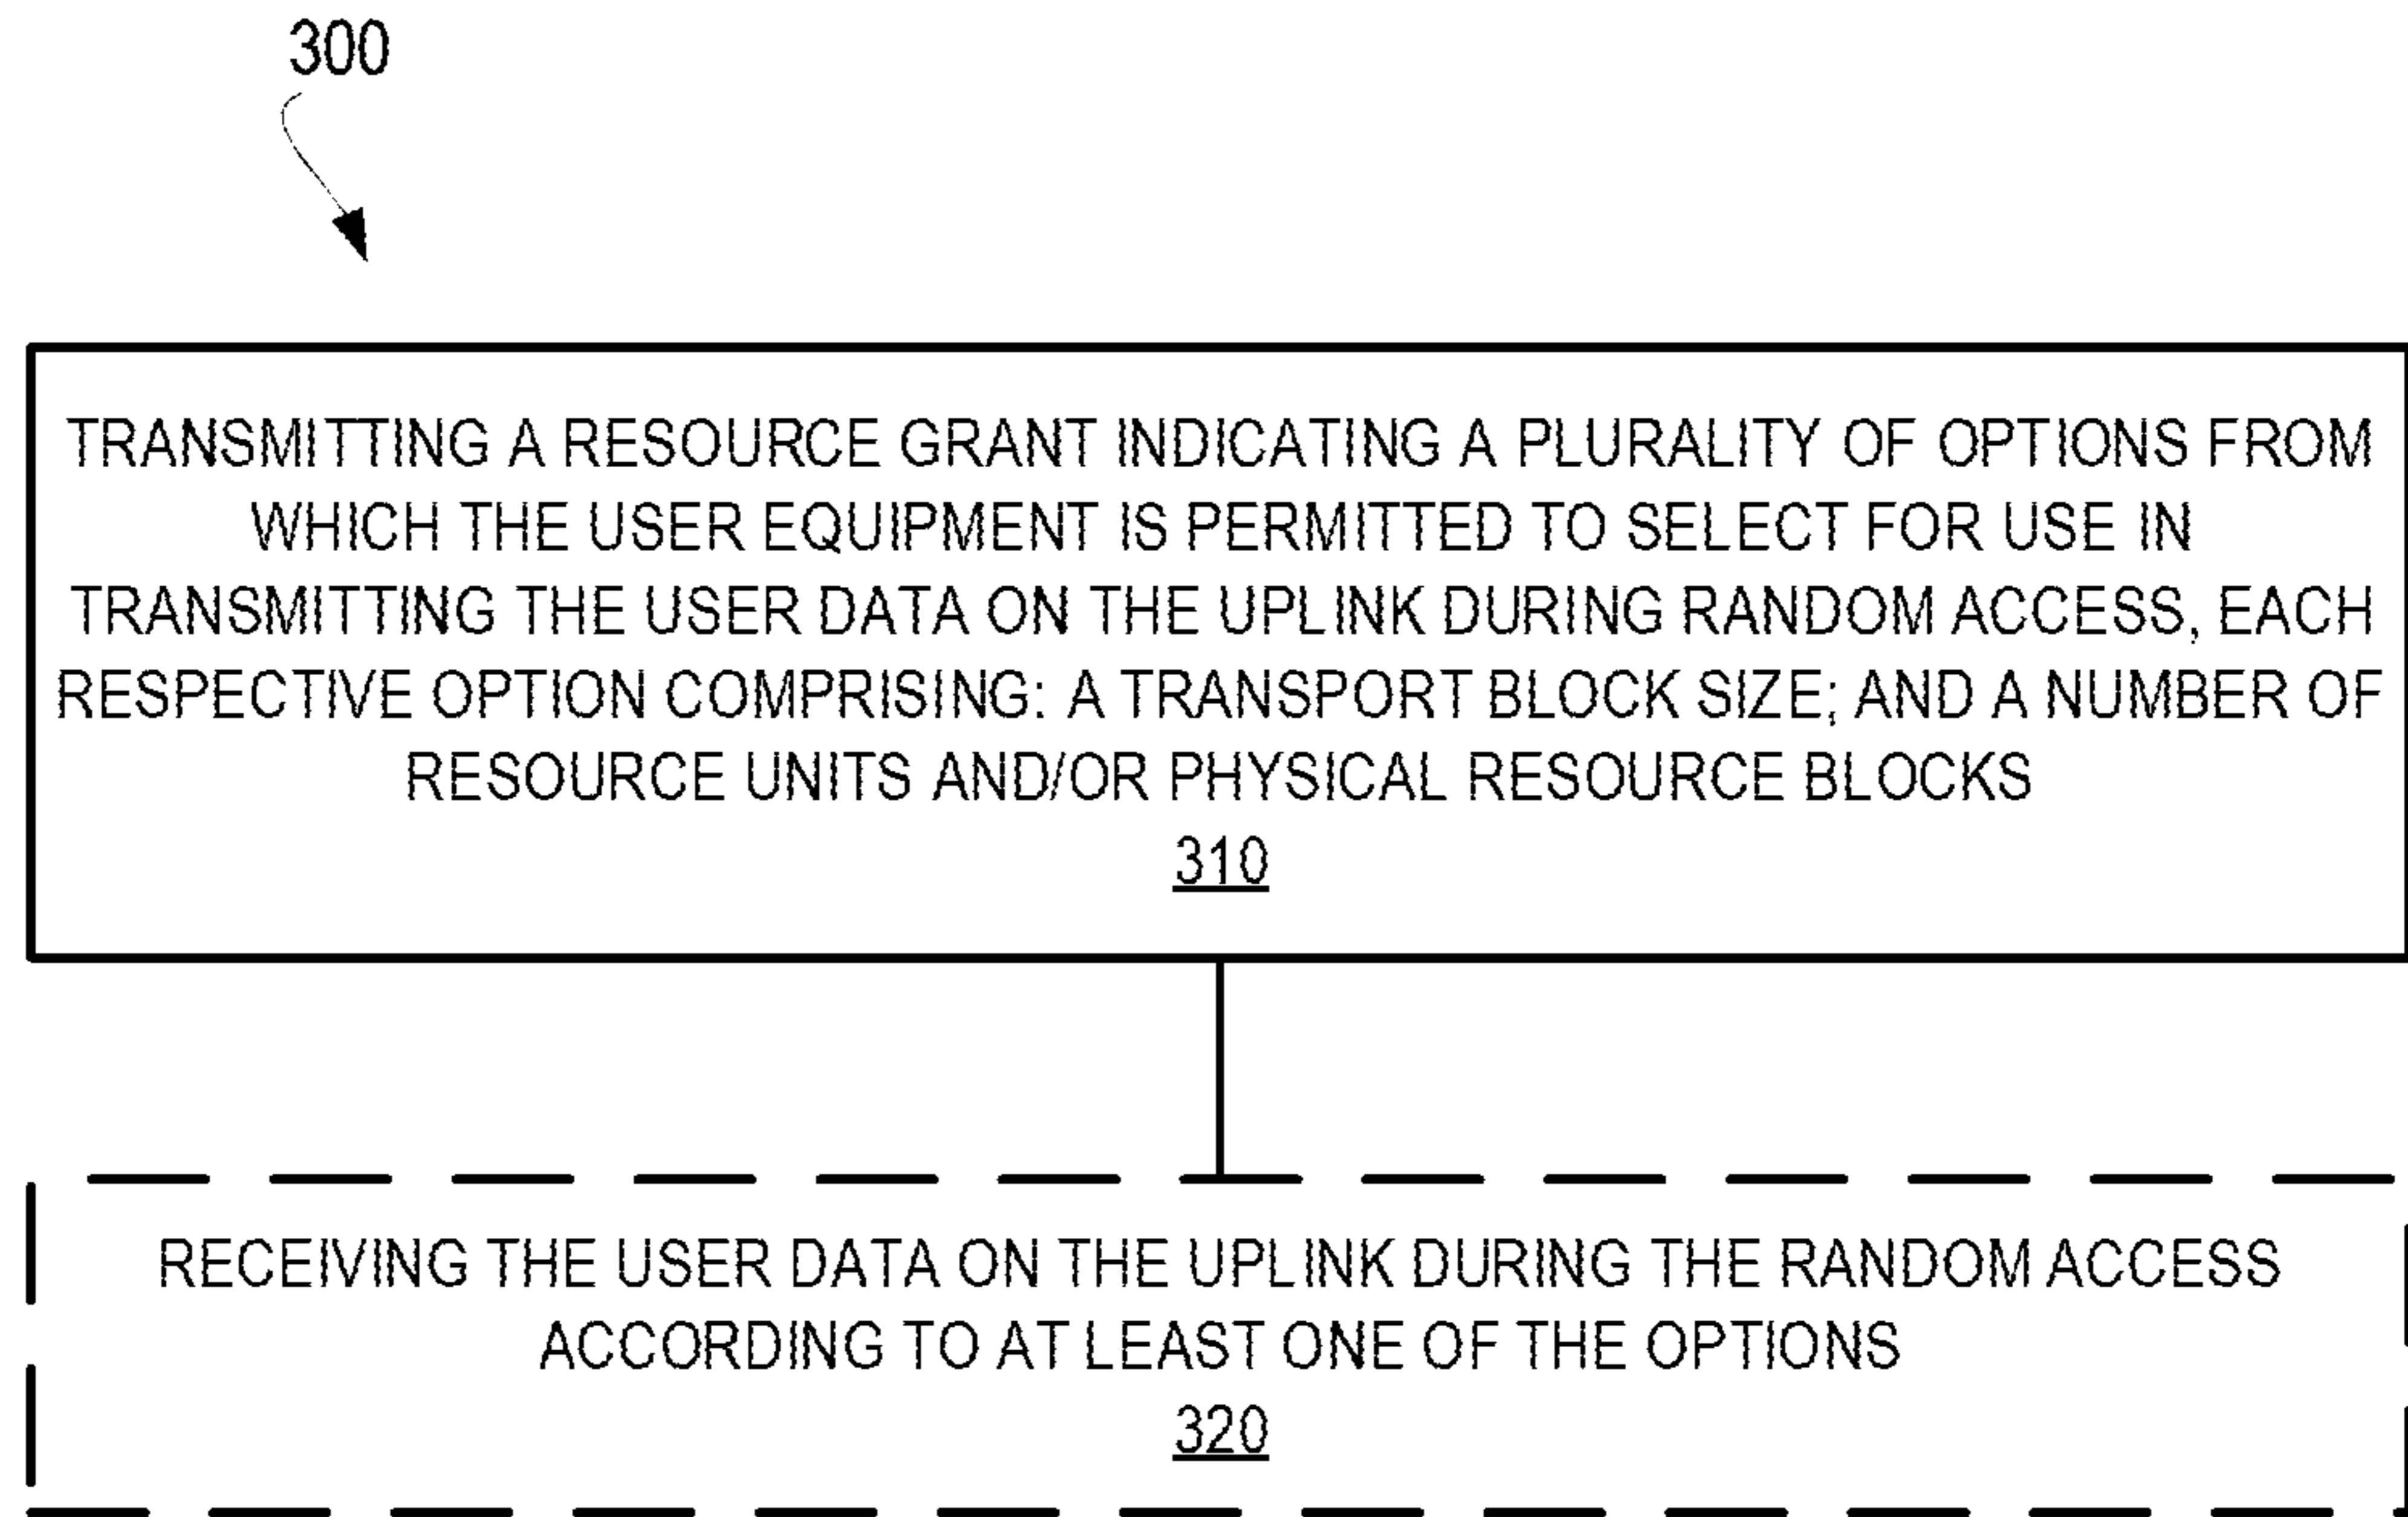 300
TRANSMITTING A RESOURCE GRANT INDICATING A PLURALITY OF OPTIONS FROM
WHICH THE USER EQUIPMENT IS PERMITTED TO SELECT FOR USE IN
TRANSMITTING THE USER DATA ON THE UPLINK DURING RANDOM ACCESS, EACH
RESPECTIVE OPTION COMPRISING: A TRANSPORT BLOCK SIZE; AND A NUMBER OF
RESOURCE UNITS AND/OR PHYSICAL RESOURCE BLOCKS
310
RECEIVING THE USER DATA ON THE UPLINK DURING THE RANDOM ACCESS
ACCORDING TO AT LEAST ONE OF THE OPTIONS
320